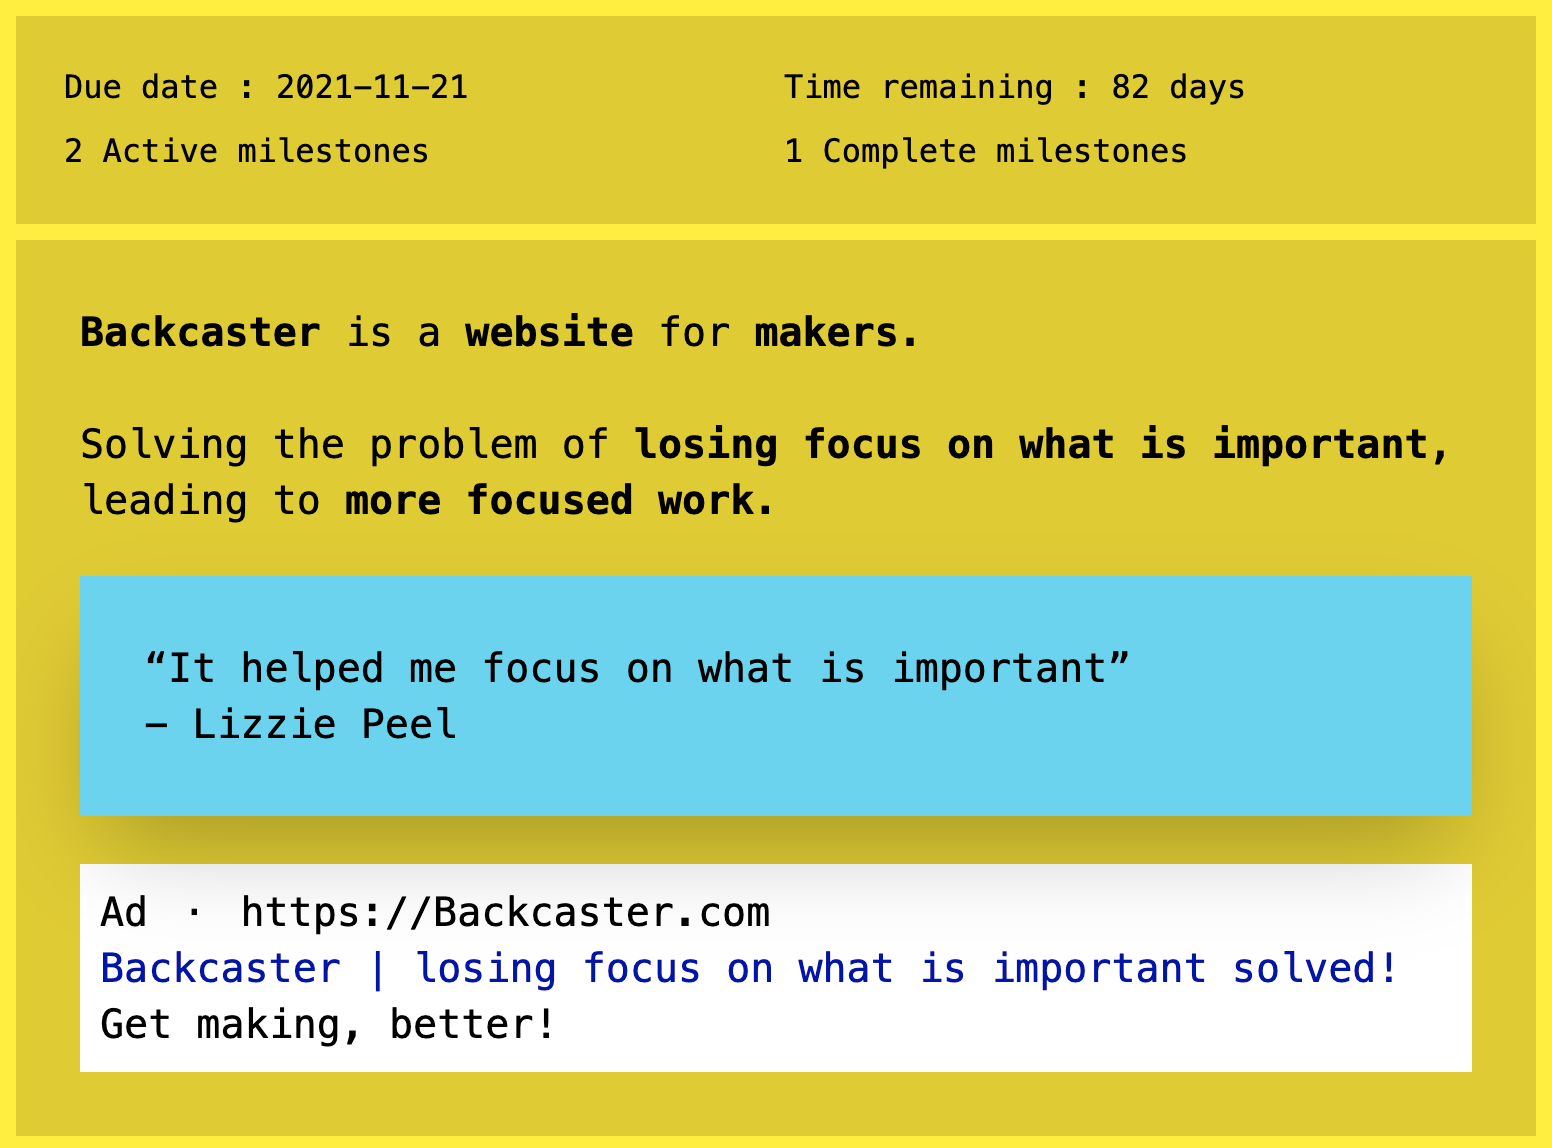 Due date : 2021-11-21
Time remaining : 82 days
2 Active milestones
1 Complete milestones
Backcaster is a website for makers.
Solving the problem of losing focus on what is important,
leading to more focused work.
“It helped me focus on what is important”
— Lizzie Peel
Ad · https://Backcaster.com
Backcaster | losing focus on what is important solved!
Get making, better!